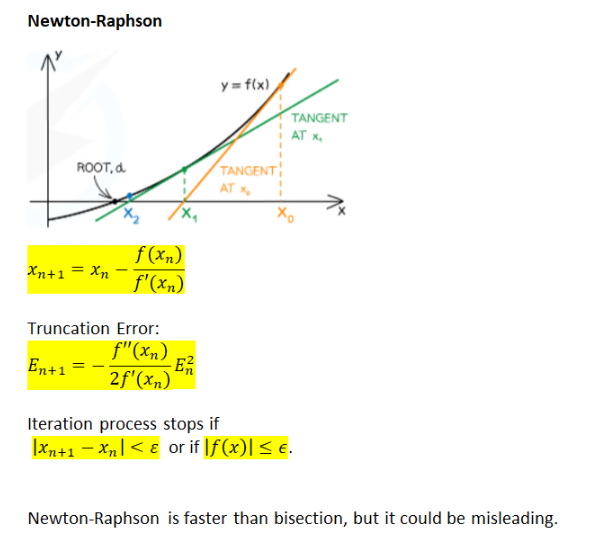 Newton-Raphson
Y
y = f(x)
TANGENT
AT x₁
ROOT, α
TANGENT
AT x₀
x₂
x₁
x₀
x
xₙ₊₁ = xₙ − f(xₙ) / f'(xₙ)
Truncation Error:
Eₙ₊₁ = − f''(xₙ) / 2f'(xₙ) Eₙ²
Iteration process stops if
|xₙ₊₁ − xₙ| < ε or if |f(x)| ≤ ϵ.
Newton-Raphson is faster than bisection, but it could be misleading.